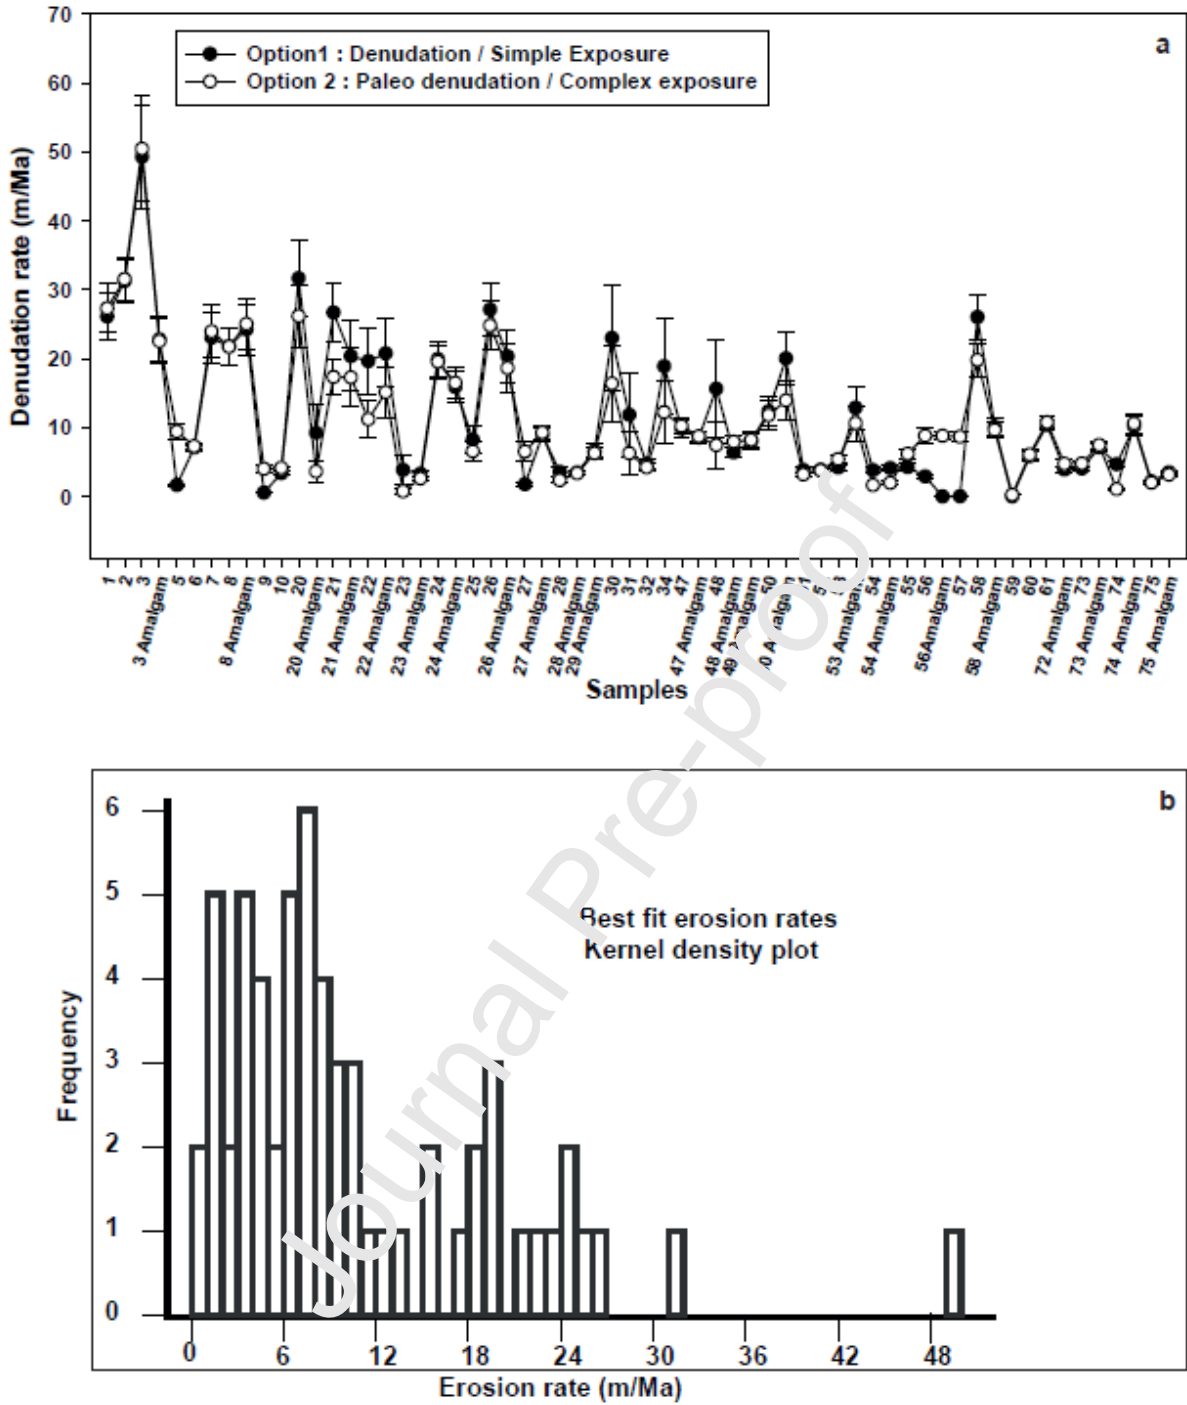 70
60
50
40
30
20
10
0
Denudation rate (m/Ma)
a
Option1 : Denudation / Simple Exposure
Option 2 : Paleo denudation / Complex exposure
1
2
3
3 Amalgam
5
6
7
8
8 Amalgam
9
10
20
20 Amalgam
21
21 Amalgam
22
22 Amalgam
23
23 Amalgam
24
24 Amalgam
25
26
26 Amalgam
27
27 Amalgam
28
28 Amalgam
29 Amalgam
30
31
32
34
47
47 Amalgam
48
48 Amalgam
49
50
53 Amalgam
54
54 Amalgam
55
56
56Amalgam
57
58
58 Amalgam
59
60
61
72 Amalgam
73
73 Amalgam
74
74 Amalgam
75
75 Amalgam
Samples
Journal Pre-proof
b
6
5
4
3
2
1
0
Frequency
Best fit erosion rates
Kernel density plot
0 6 12 18 24 30 36 42 48
Erosion rate (m/Ma)